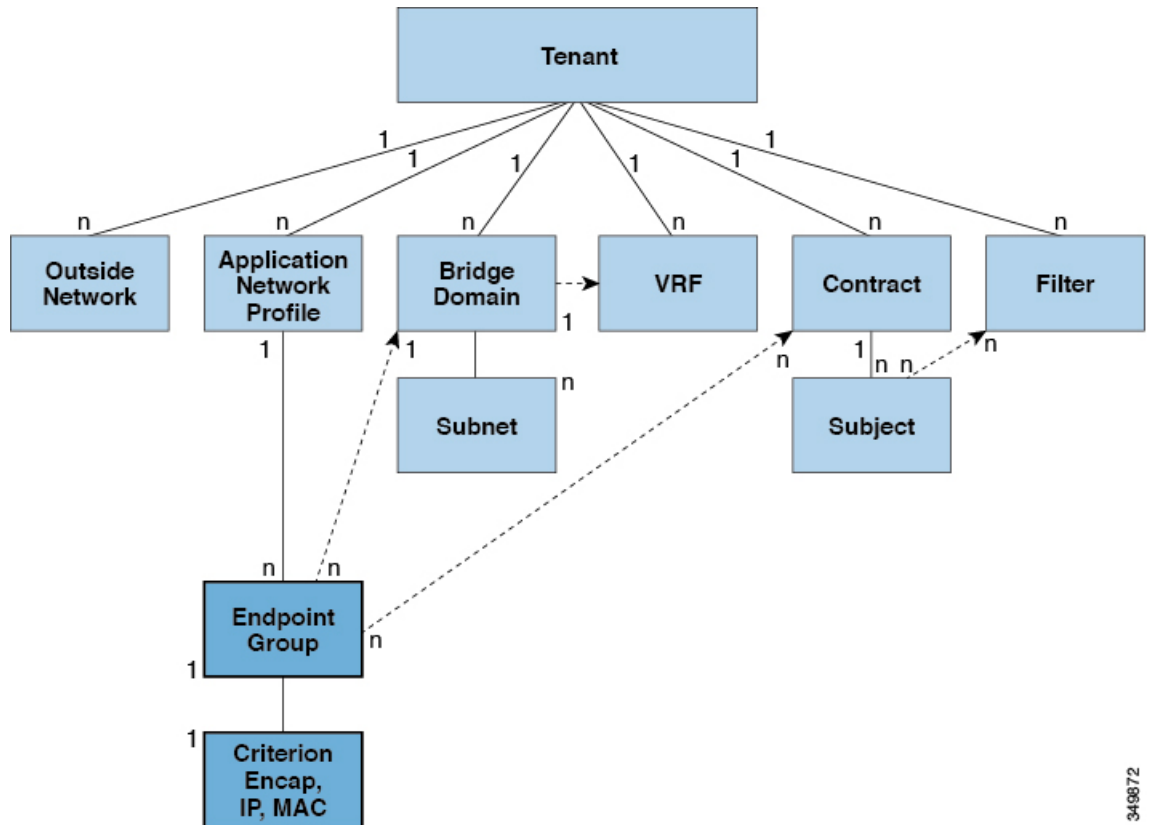 Tenant
1
1
1
1
1
1
n
n
n
n
n
n
Outside
Network
Application
Network
Profile
Bridge
Domain
VRF
Contract
Filter
1
1
1
1
n
n
n
n
n
Subnet
Subject
n
n
Endpoint
Group
n
1
1
Criterion
Encap,
IP, MAC
349872